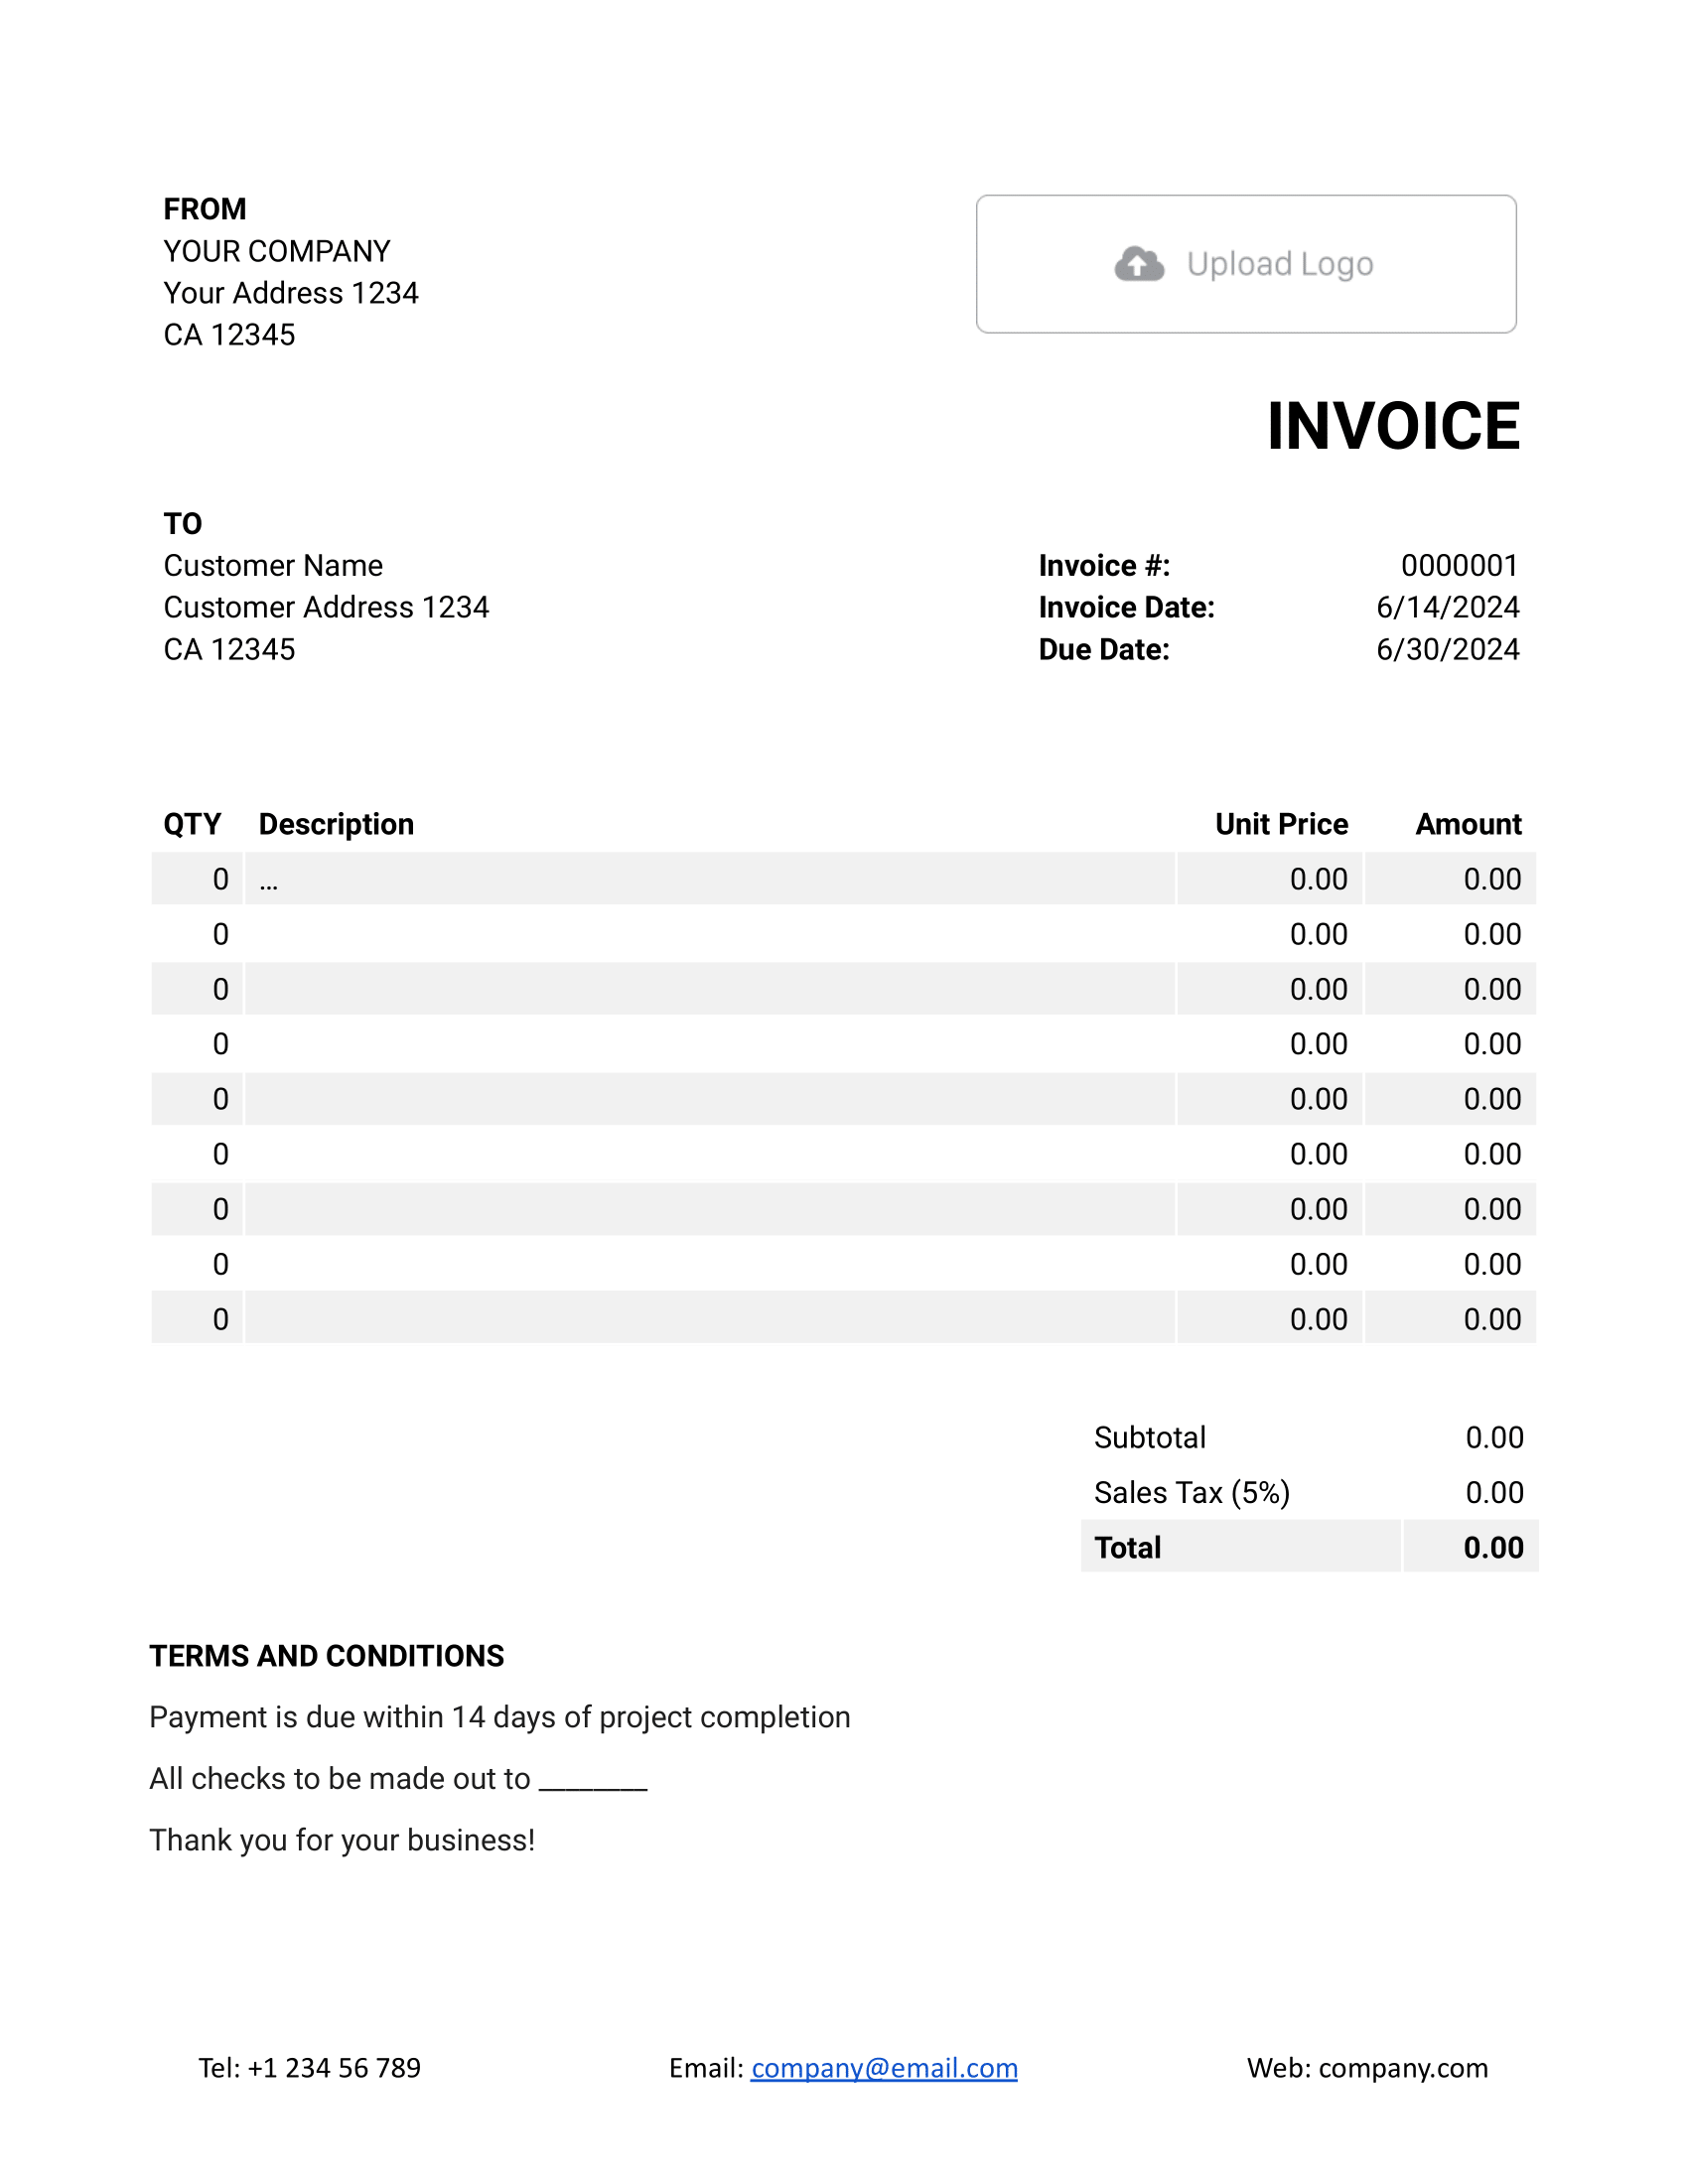 FROM
YOUR COMPANY
Your Address 1234
CA 12345
Upload Logo
INVOICE
TO
Customer Name
Customer Address 1234
CA 12345
Invoice #: 0000001
Invoice Date: 6/14/2024
Due Date: 6/30/2024
QTY Description Unit Price Amount
0 ... 0.00 0.00
0 0.00 0.00
0 0.00 0.00
0 0.00 0.00
0 0.00 0.00
0 0.00 0.00
0 0.00 0.00
0 0.00 0.00
0 0.00 0.00
Subtotal 0.00
Sales Tax (5%) 0.00
Total 0.00
TERMS AND CONDITIONS
Payment is due within 14 days of project completion
All checks to be made out to ________
Thank you for your business!
Tel: +1 234 56 789 Email: company@email.com Web: company.com